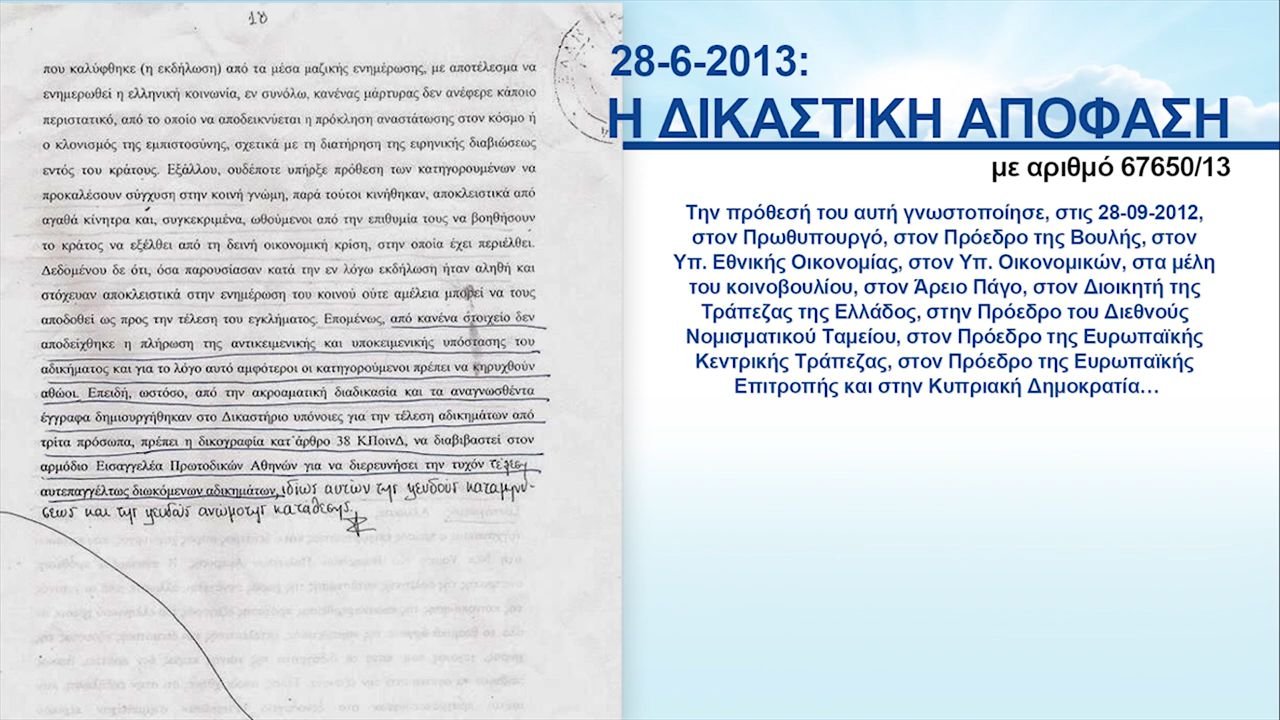 18
που καλύφθηκε (η εκδήλωση) από τα μέσα μαζικής ενημέρωσης, με αποτέλεσμα να
ενημερωθεί η ελληνική κοινωνία, εν συνόλω, κανένας μάρτυρας δεν ανέφερε κάποιο
περιστατικό, από το οποίο να αποδεικνύεται η πρόκληση αναστάτωσης στον κόσμο ή
ο κλονισμός της εμπιστοσύνης, σχετικά με τη διατήρηση της ειρηνικής διαβιώσεως
εντός του κράτους. Εξάλλου, ουδέποτε υπήρξε πρόθεση των κατηγορουμένων να
προκαλέσουν σύγχυση στην κοινή γνώμη, παρά τούτοι κινήθηκαν, αποκλειστικά από
αγαθά κίνητρα και, συγκεκριμένα, ωθούμενοι από την επιθυμία τους να βοηθήσουν
το κράτος να εξέλθει από τη δεινή οικονομική κρίση, στην οποία έχει περιέλθει.
Δεδομένου δε ότι, όσα παρουσίασαν κατά την εν λόγω εκδήλωση ήταν αληθή και
στόχευαν αποκλειστικά στην ενημέρωση του κοινού ούτε αμέλεια μπορεί να τους
αποδοθεί ως προς την τέλεση του εγκλήματος. Επομένως, από κανένα στοιχείο δεν
αποδείχθηκε η πλήρωση της αντικειμενικής και υποκειμενικής υπόστασης του
αδικήματος και για το λόγο αυτό αμφότεροι οι κατηγορούμενοι πρέπει να κηρυχθούν
αθώοι. Επειδή, ωστόσο, από την ακροαματική διαδικασία και τα αναγνωσθέντα
έγγραφα δημιουργήθηκαν στο Δικαστήριο υπόνοιες για την τέλεση αδικημάτων από
τρίτα πρόσωπα, πρέπει η δικογραφία κατ΄άρθρο 38 Κ.ΠοινΔ, να διαβιβαστεί στον
αρμόδιο Εισαγγελέα Πρωτοδικών Αθηνών για να διερευνήσει την τυχόν τέλεση
αυτεπαγγέλτως διωκόμενων αδικημάτων, ιδίως αυτών της ψευδούς καταμηνύ-
σεως και της ψευδούς ανώμοτης κατάθεσης.
28-6-2013:
Η ΔΙΚΑΣΤΙΚΗ ΑΠΟΦΑΣΗ
με αριθμό 67650/13
Την πρόθεσή του αυτή γνωστοποίησε, στις 28-09-2012,
στον Πρωθυπουργό, στον Πρόεδρο της Βουλής, στον
Υπ. Εθνικής Οικονομίας, στον Υπ. Οικονομικών, στα μέλη
του κοινοβουλίου, στον Άρειο Πάγο, στον Διοικητή της
Τράπεζας της Ελλάδος, στην Πρόεδρο του Διεθνούς
Νομισματικού Ταμείου, στον Πρόεδρο της Ευρωπαϊκής
Κεντρικής Τράπεζας, στον Πρόεδρο της Ευρωπαϊκής
Επιτροπής και στην Κυπριακή Δημοκρατία…